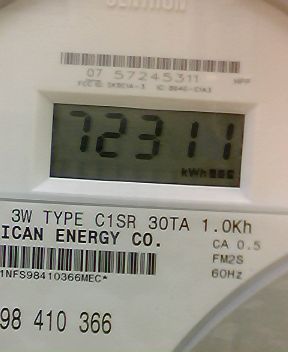 CENTRON
07 57245311
72311
kWh
3W TYPE C1SR 30TA 1.0Kh
ICAN ENERGY CO.
CA 0.5
FM2S
60Hz
1NFS98410366MEC*
98 410 366